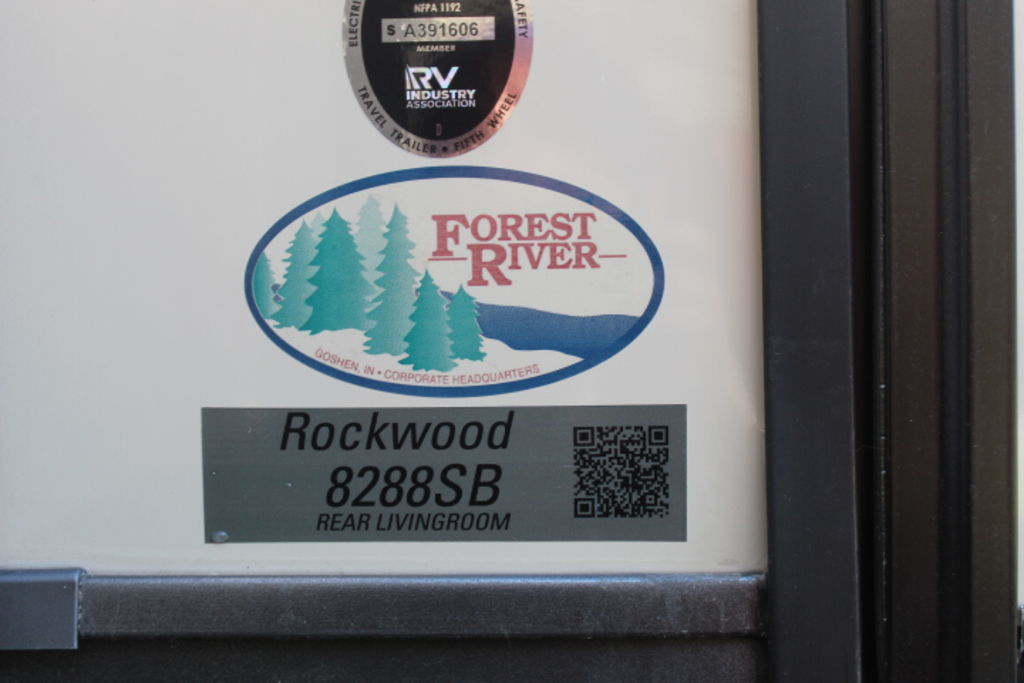 NFPA 1192
S A391606
MEMBER
RV
INDUSTRY
ASSOCIATION
D
TRAVEL TRAILER • FIFTH WHEEL
FOREST
RIVER
GOSHEN, IN • CORPORATE HEADQUARTERS
Rockwood
8288SB
REAR LIVINGROOM